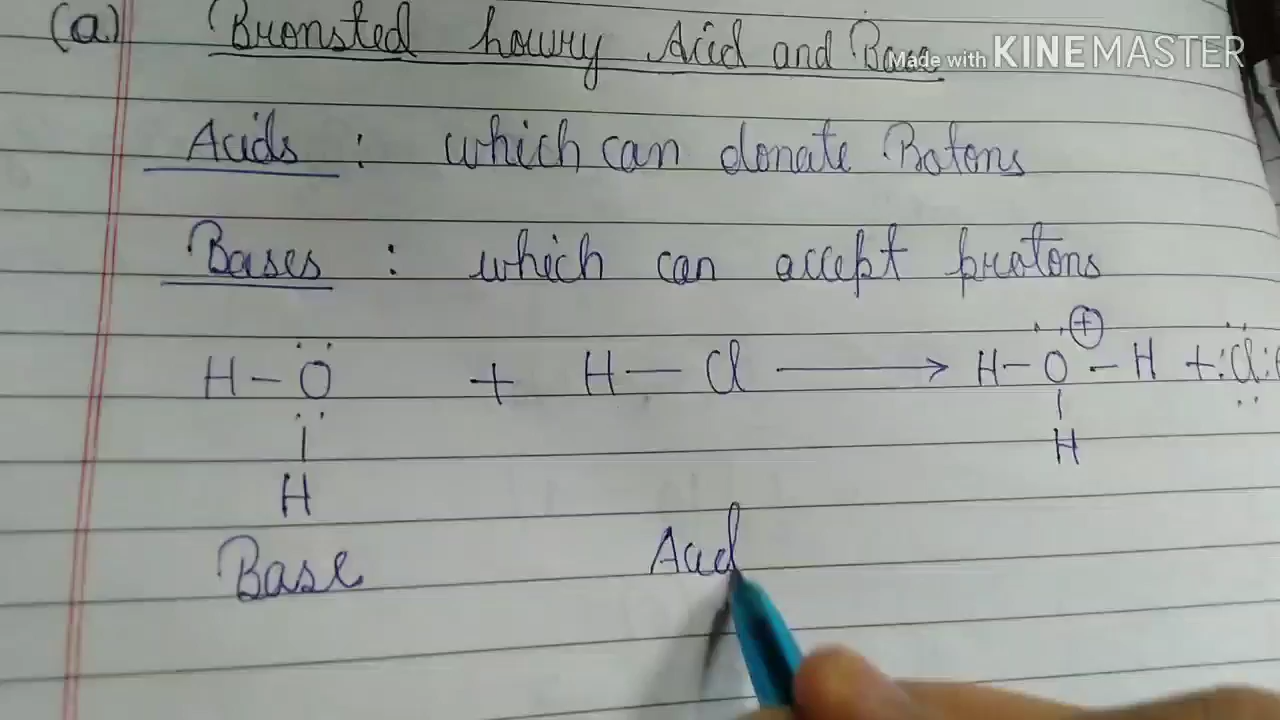 (a) Bronsted howry Acid and Base
Made with KINEMASTER
Acids : which can donate Protons
Bases : which can accept protons
H - O + H - Cl ⟶ H - O - H + : Cl :
⊕
H
H
Base Acid